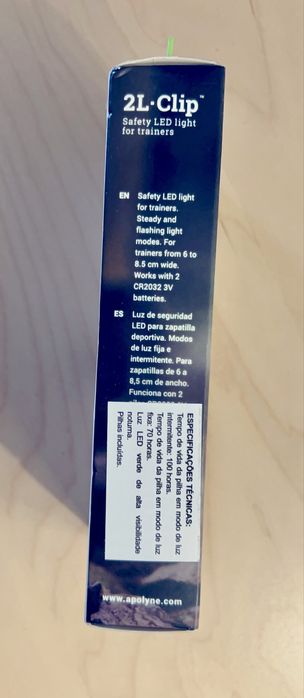 2L·Clip™
Safety LED light
for trainers
EN Safety LED light
for trainers.
Steady and
flashing light
modes. For
trainers from 6 to
8.5 cm wide.
Works with 2
CR2032 3V
batteries.
ES Luz de seguridad
LED para zapatilla
deportiva. Modos
de luz fija e
intermitente. Para
zapatillas de 6 a
8,5 cm de ancho.
Funciona con 2
ESPECIFICAÇÕES TÉCNICAS:
Tempo de vida da pilha em modo de luz
intermitente: 100 horas.
Tempo de vida da pilha em modo de luz
fixa: 70 horas.
Luz LED verde de alta visibilidade
noturna.
Pilhas incluídas.
www.apolyne.com